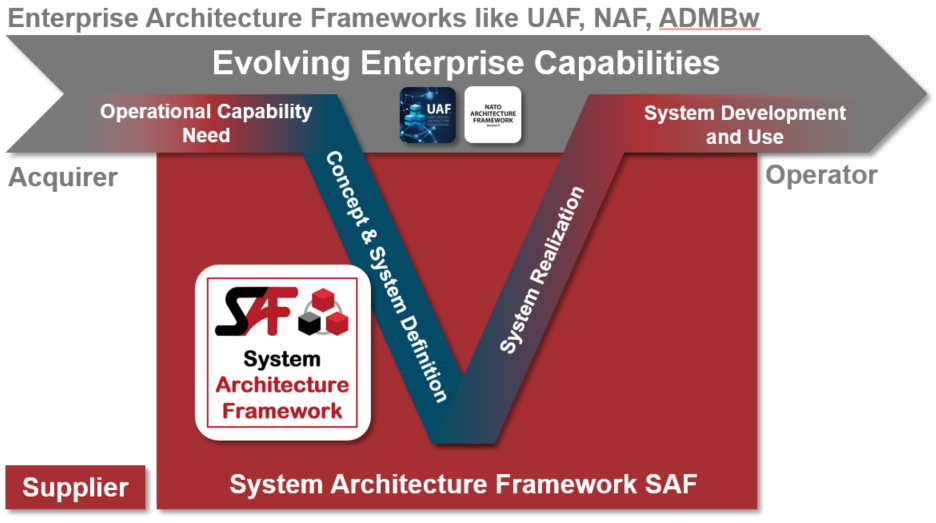 Enterprise Architecture Frameworks like UAF, NAF, ADMBw
Evolving Enterprise Capabilities
Operational Capability
Need
UAF
NATO
ARCHITECTURE
FRAMEWORK
System Development
and Use
Acquirer
Operator
Concept & System Definition
System Realization
SAF
System
Architecture
Framework
Supplier
System Architecture Framework SAF